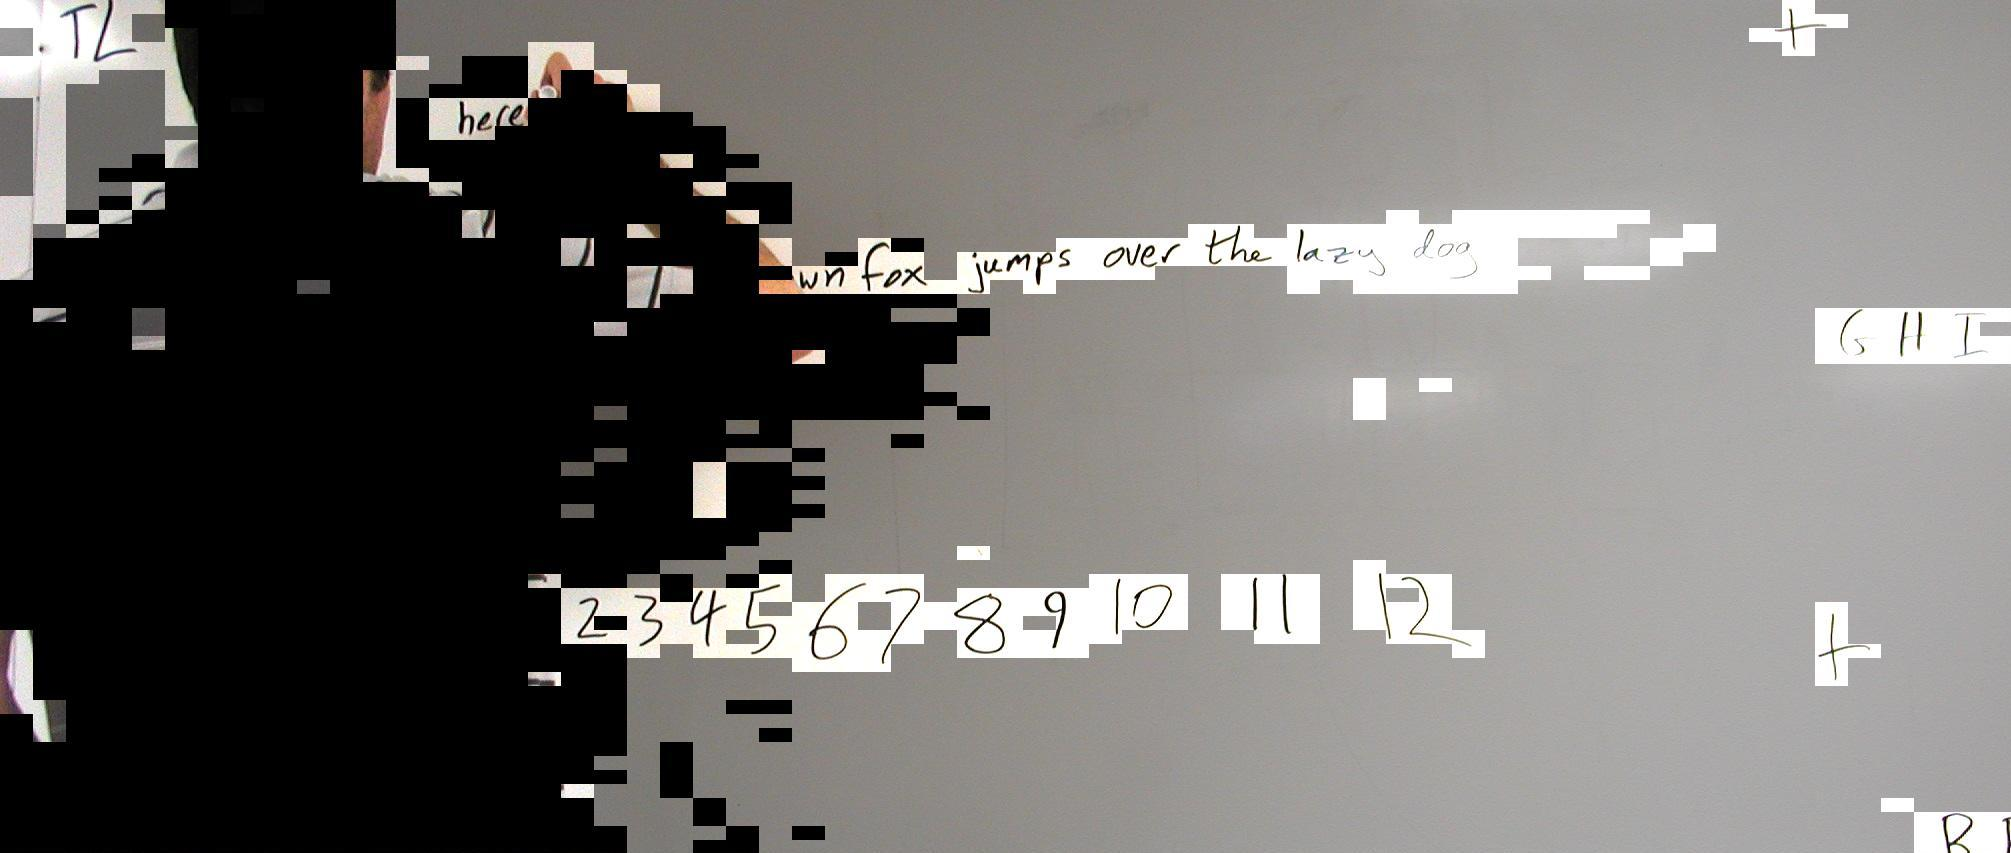 .TL
here
wn fox jumps over the lazy dog
G H I
2 3 4 5 6 7 8 9 10 11 12
B